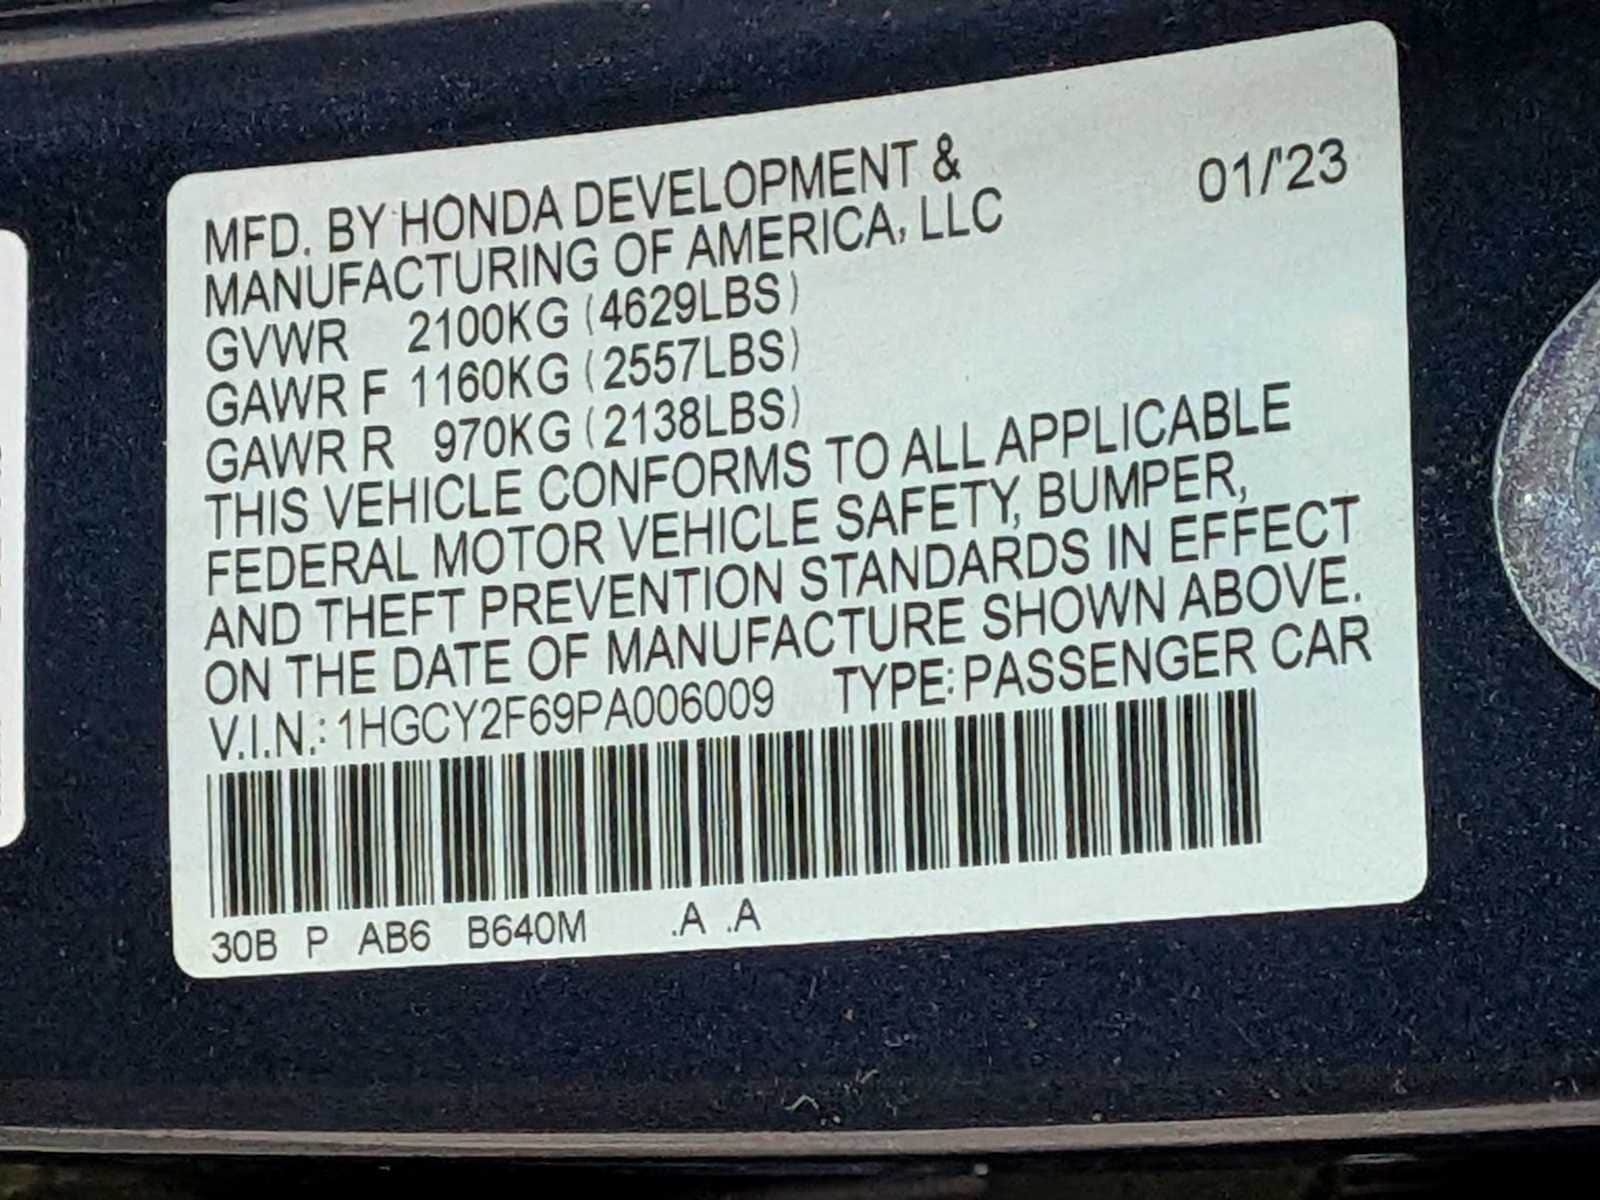 MFD. BY HONDA DEVELOPMENT &
MANUFACTURING OF AMERICA, LLC
01/'23
GVWR 2100KG (4629LBS)
GAWR F 1160KG (2557LBS)
GAWR R 970KG (2138LBS)
THIS VEHICLE CONFORMS TO ALL APPLICABLE
FEDERAL MOTOR VEHICLE SAFETY, BUMPER,
AND THEFT PREVENTION STANDARDS IN EFFECT
ON THE DATE OF MANUFACTURE SHOWN ABOVE.
V.I.N.: 1HGCY2F69PA006009 TYPE: PASSENGER CAR
30B P AB6 B640M .A .A